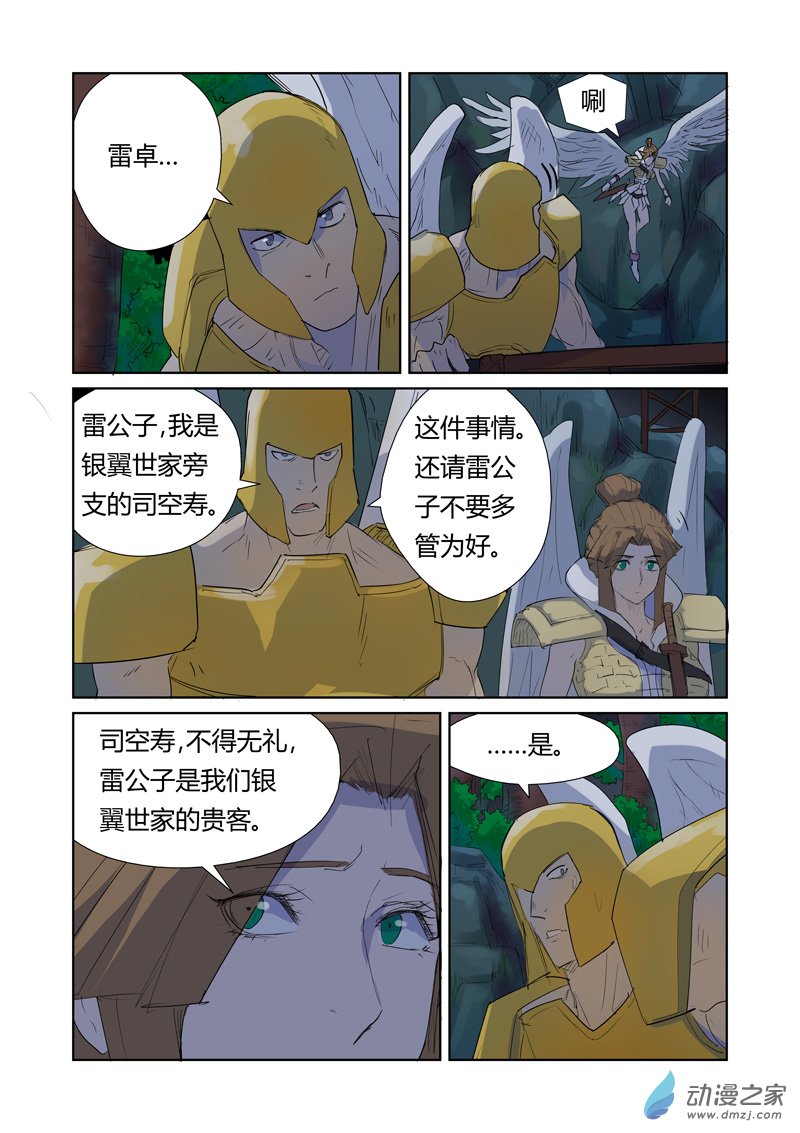 雷卓…
唰
雷公子，我是
银翼世家旁
支的司空寿。
这件事情。
还请雷公
子不要多
管为好。
司空寿，不得无礼，
雷公子是我们银
翼世家的贵客。
……是。
动漫之家
www.dmzj.com